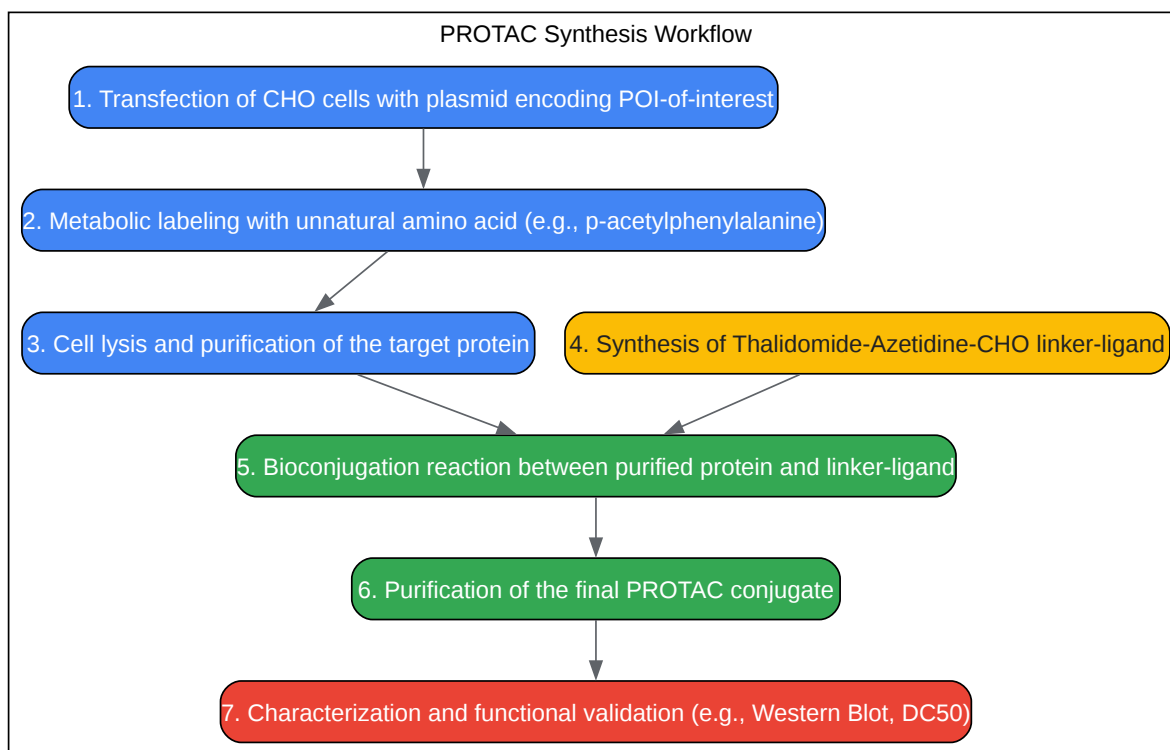 PROTAC Synthesis Workflow
1. Transfection of CHO cells with plasmid encoding POI-of-interest
2. Metabolic labeling with unnatural amino acid (e.g., p-acetylphenylalanine)
3. Cell lysis and purification of the target protein
4. Synthesis of Thalidomide-Azetidine-CHO linker-ligand
5. Bioconjugation reaction between purified protein and linker-ligand
6. Purification of the final PROTAC conjugate
7. Characterization and functional validation (e.g., Western Blot, DC50)